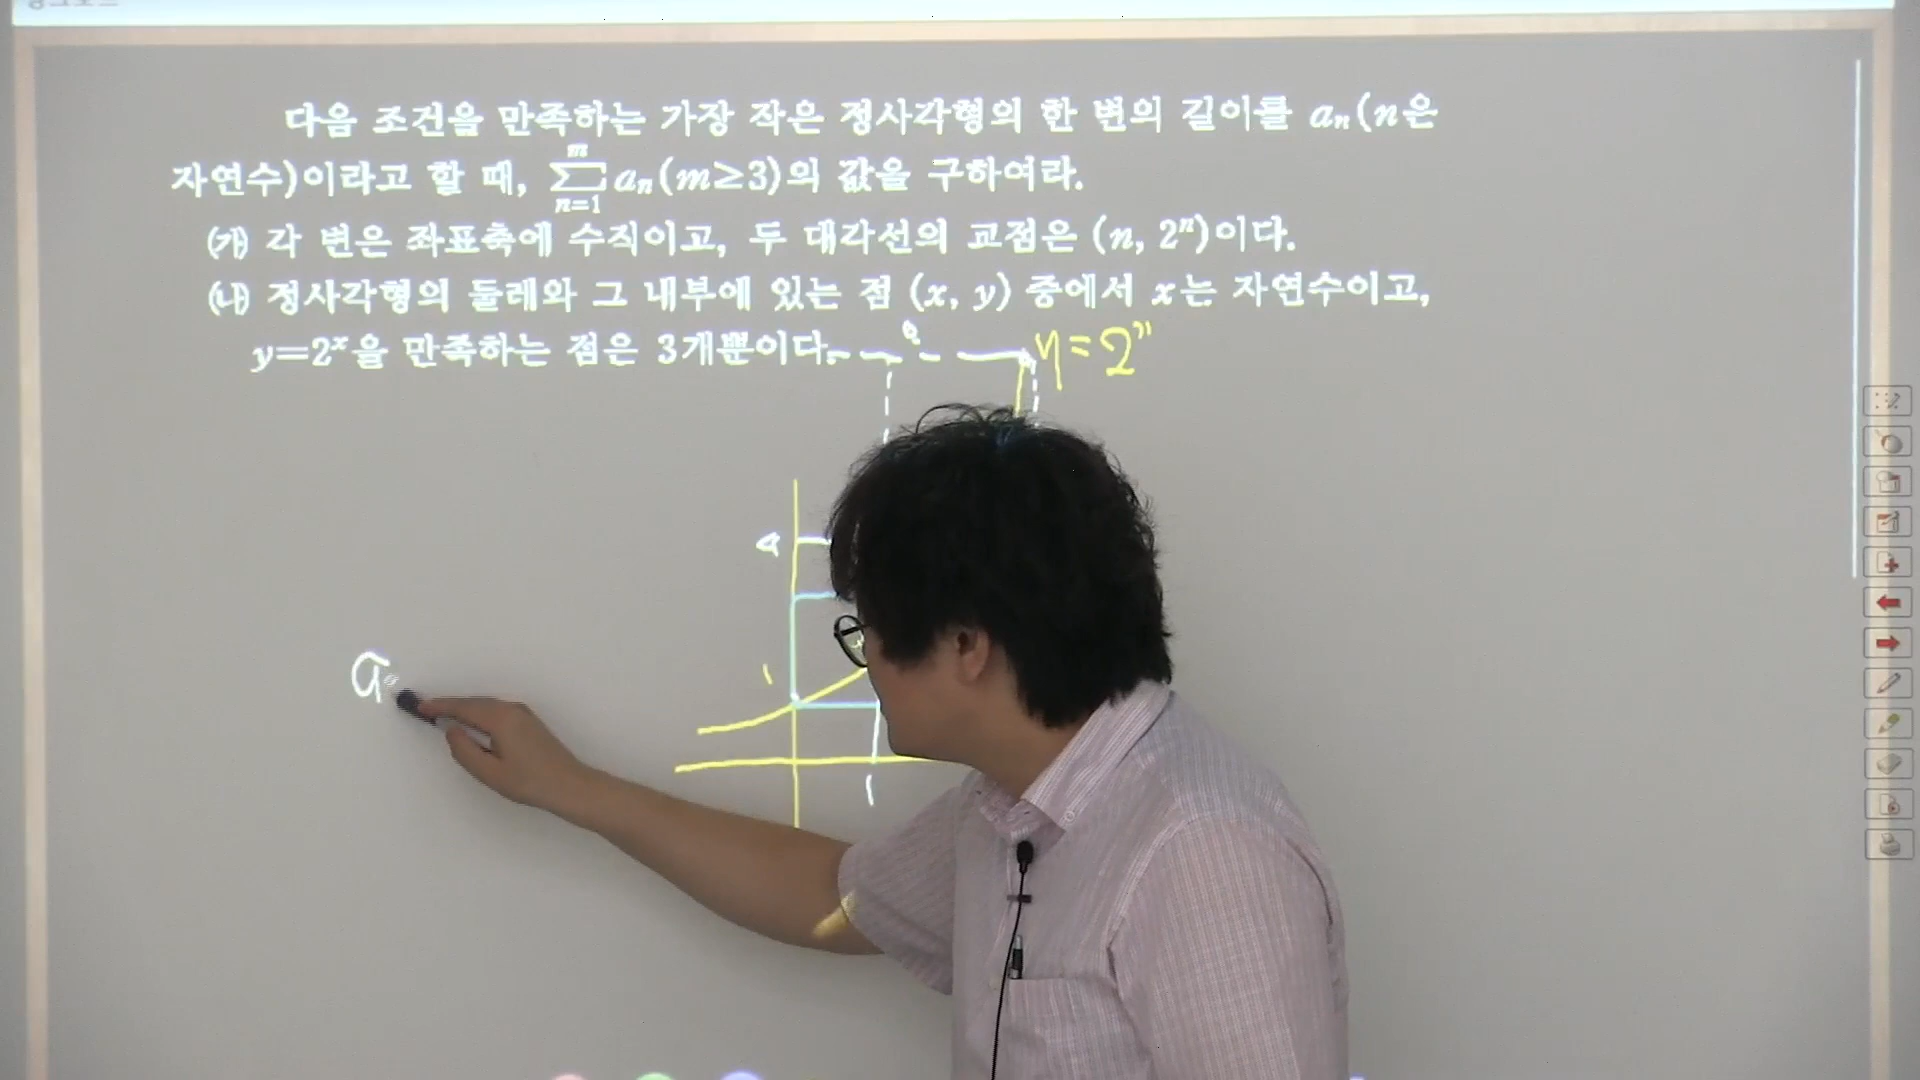 다음 조건을 만족하는 가장 작은 정사각형의 한 변의 길이를 aₙ(n은
자연수)이라고 할 때, ∑_{n=1}^{m} aₙ(m≥3)의 값을 구하여라.
㈎ 각 변은 좌표축에 수직이고, 두 대각선의 교점은 (n, 2ⁿ)이다.
㈏ 정사각형의 둘레와 그 내부에 있는 점 (x, y) 중에서 x는 자연수이고,
y=2ˣ을 만족하는 점은 3개뿐이다.
y=2ˣ
1
1
a